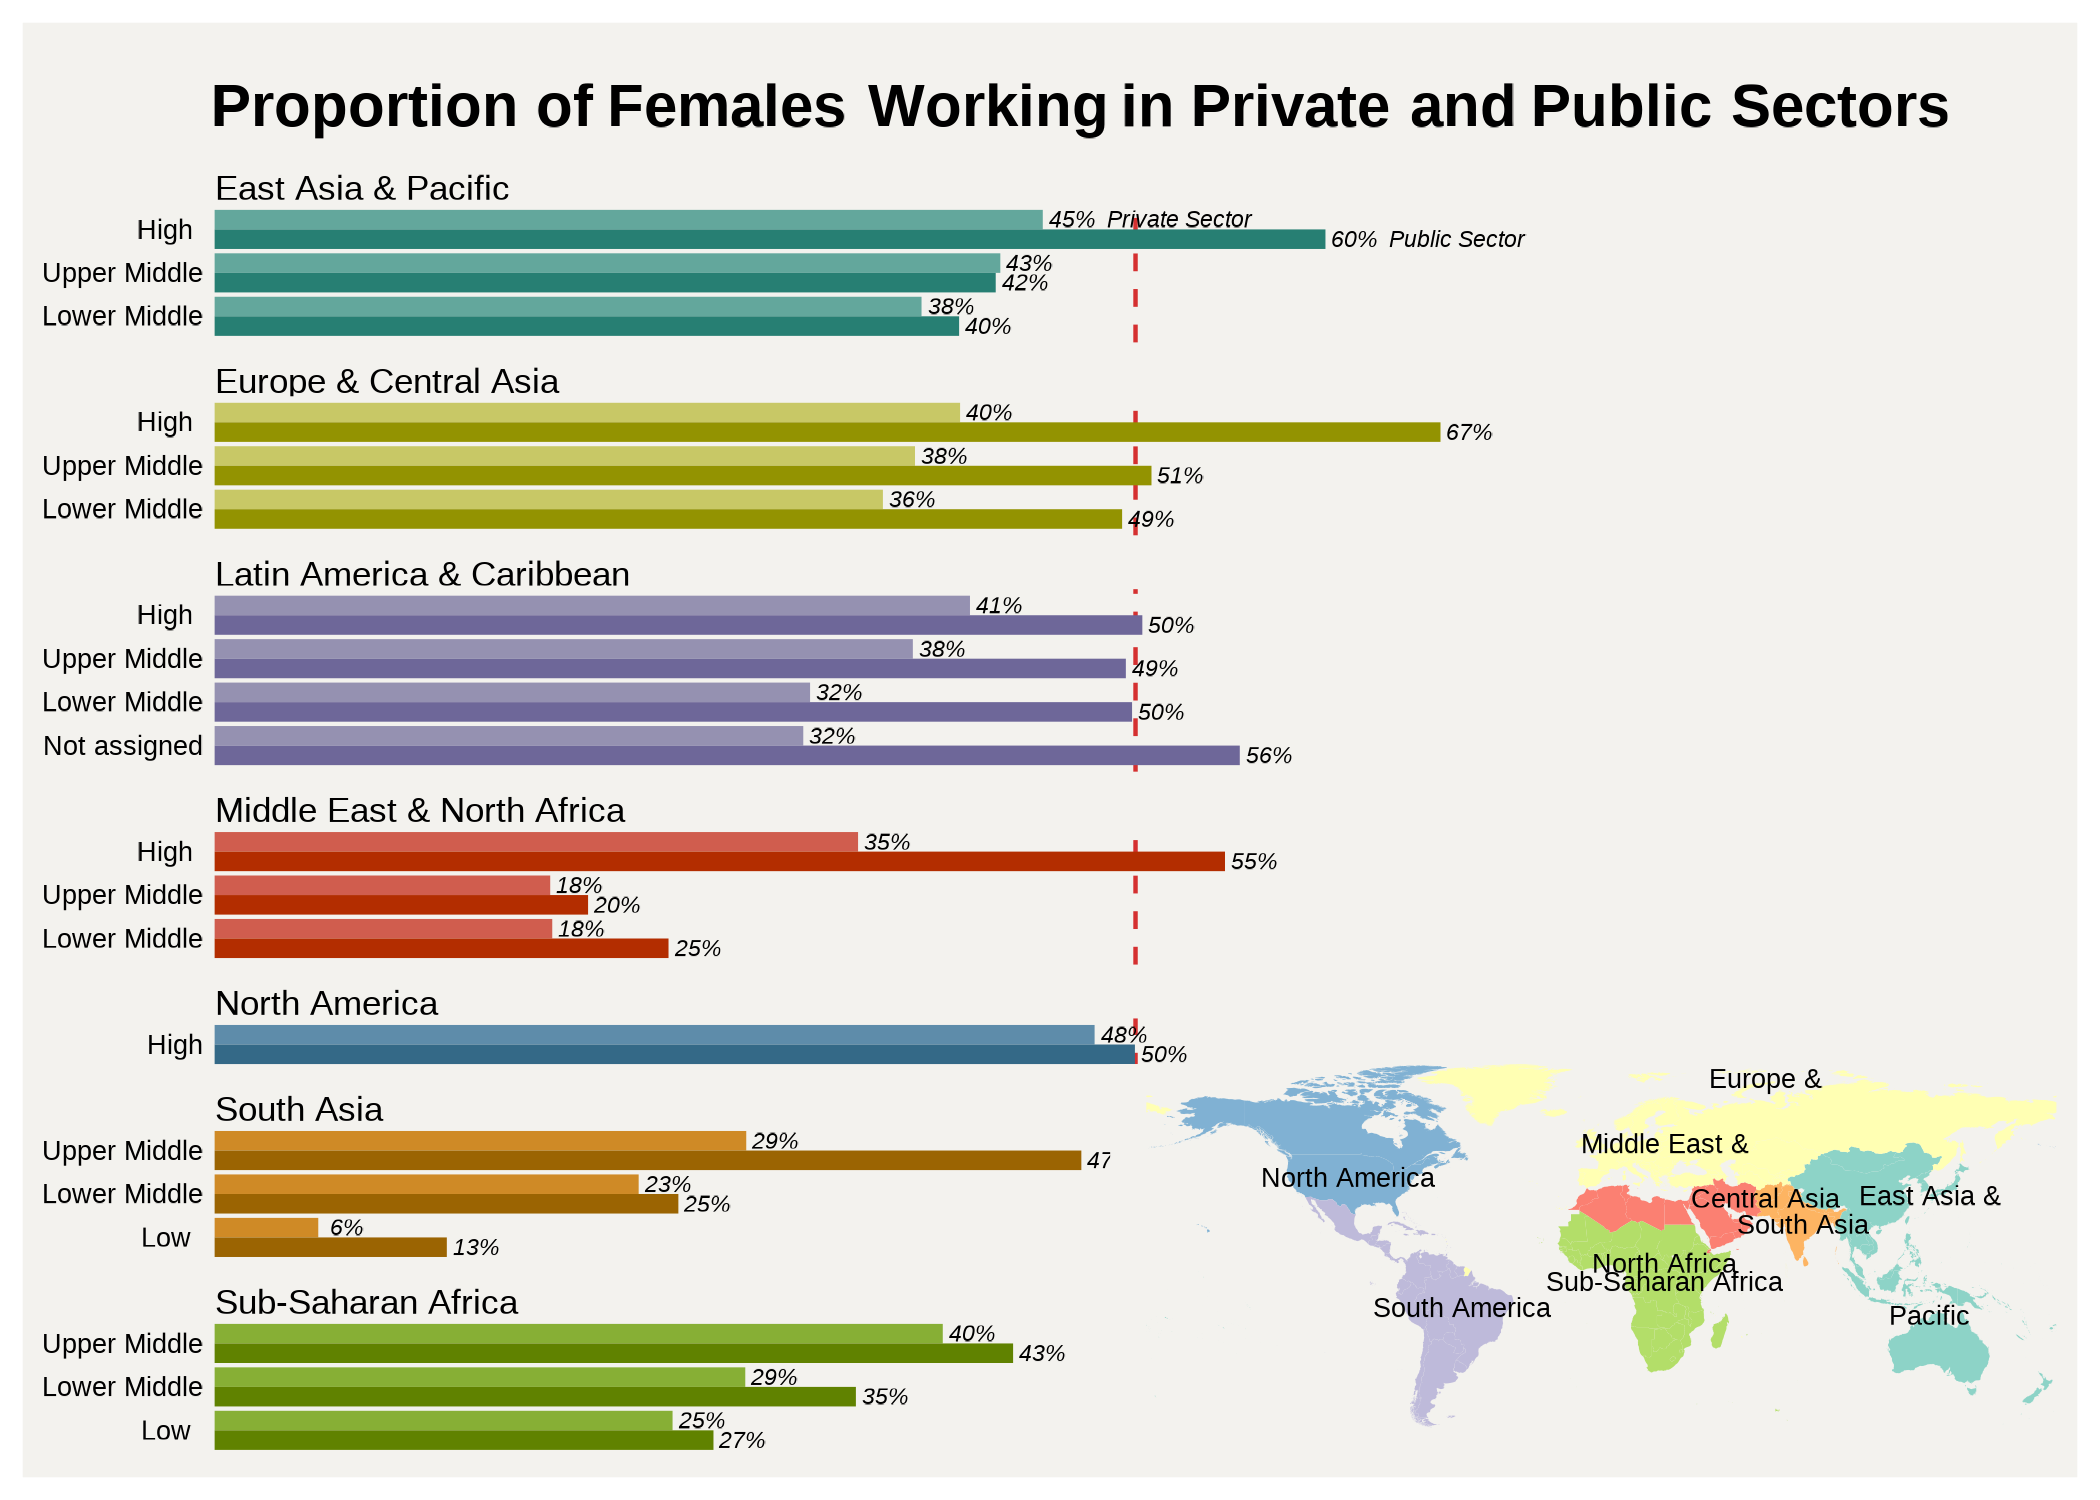 Proportion of Females Working in Private and Public Sectors
East Asia & Pacific
High
45% Private Sector
60% Public Sector
Upper Middle
43%
42%
Lower Middle
38%
40%
Europe & Central Asia
High
40%
67%
Upper Middle
38%
51%
Lower Middle
36%
49%
Latin America & Caribbean
High
41%
50%
Upper Middle
38%
49%
Lower Middle
32%
50%
Not assigned
32%
56%
Middle East & North Africa
High
35%
55%
Upper Middle
18%
20%
Lower Middle
18%
25%
North America
High
48%
50%
South Asia
Upper Middle
29%
47
Lower Middle
23%
25%
Low
6%
13%
Sub-Saharan Africa
Upper Middle
40%
43%
Lower Middle
29%
35%
Low
25%
27%
Europe &
Middle East &
North America
Central Asia
East Asia &
South Asia
North Africa
Sub-Saharan Africa
South America
Pacific